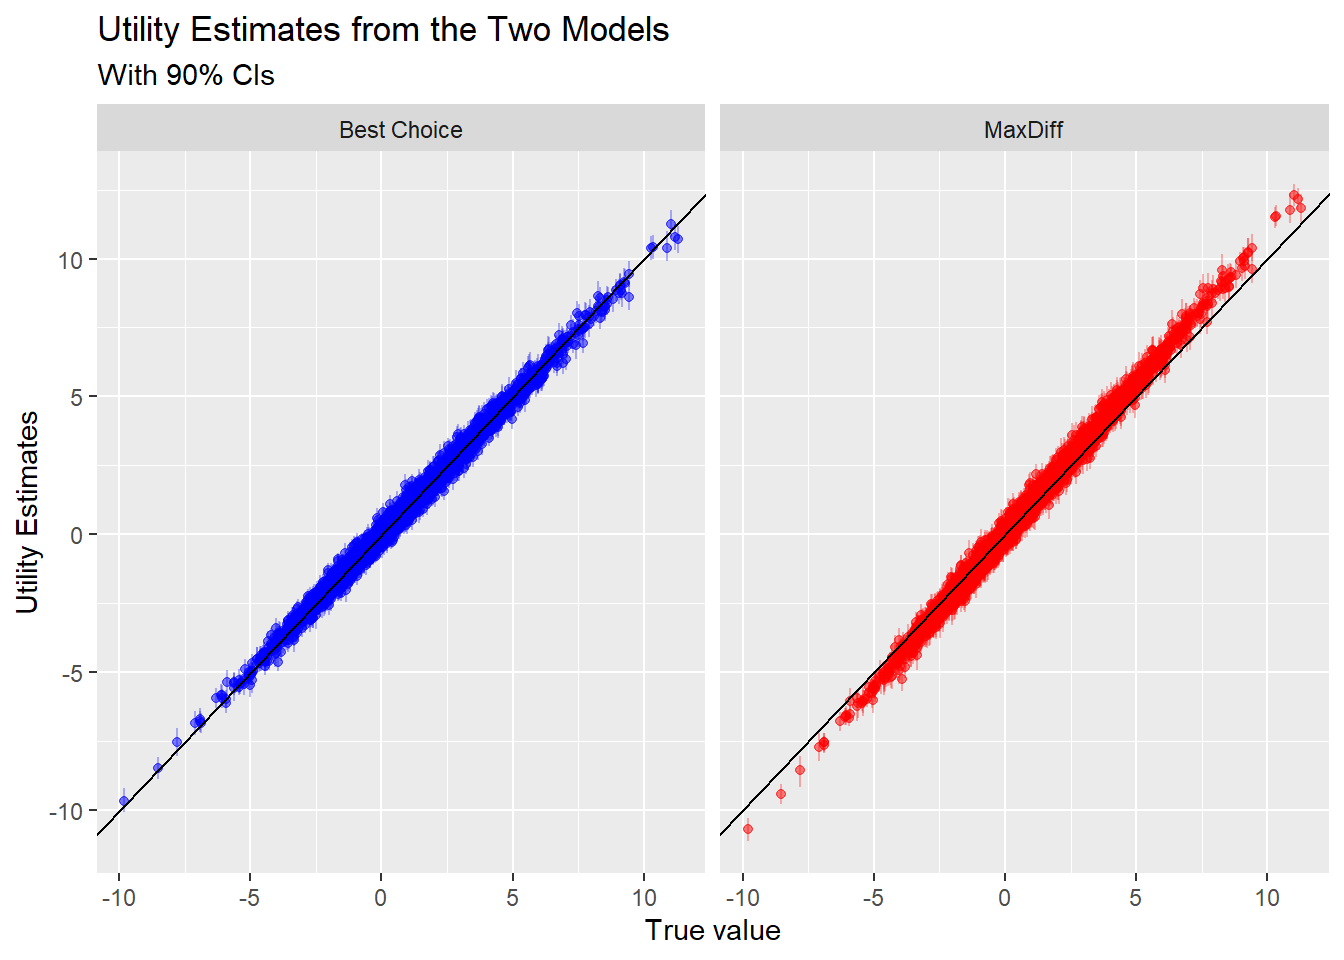 Utility Estimates from the Two Models
With 90% CIs
Best Choice
MaxDiff
Utility Estimates
10
5
0
-5
-10
-10 -5 0 5 10
-10 -5 0 5 10
True value